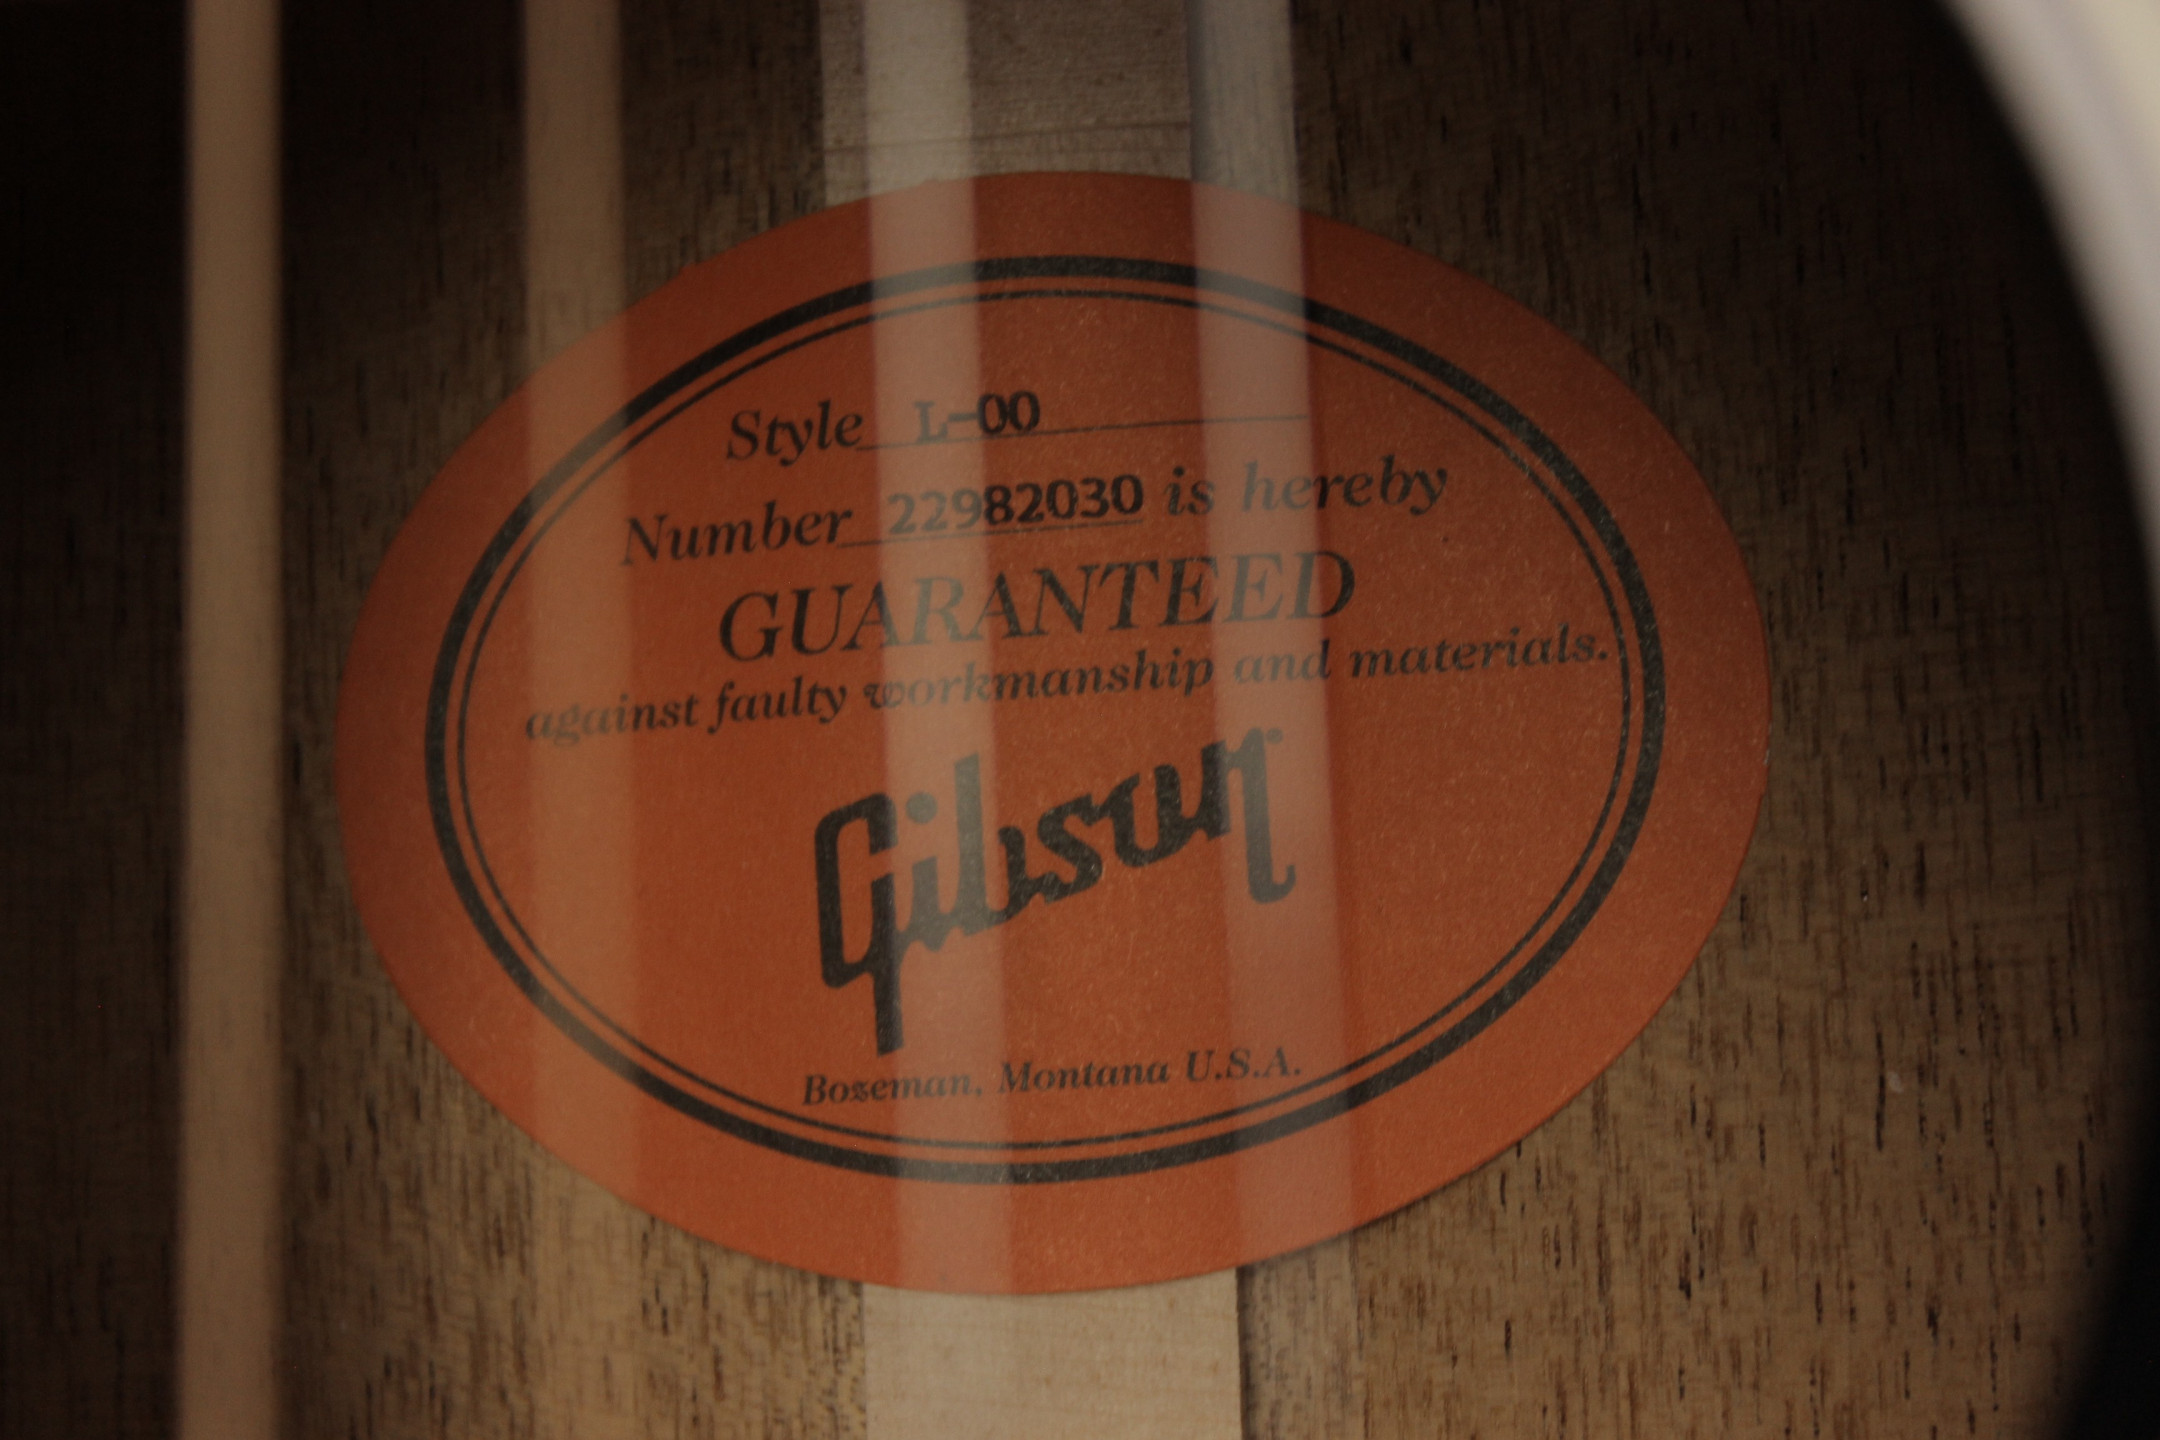 Style L-00
Number 22982030 is hereby
GUARANTEED
against faulty workmanship and materials.
Gibson
Bozeman, Montana U.S.A.